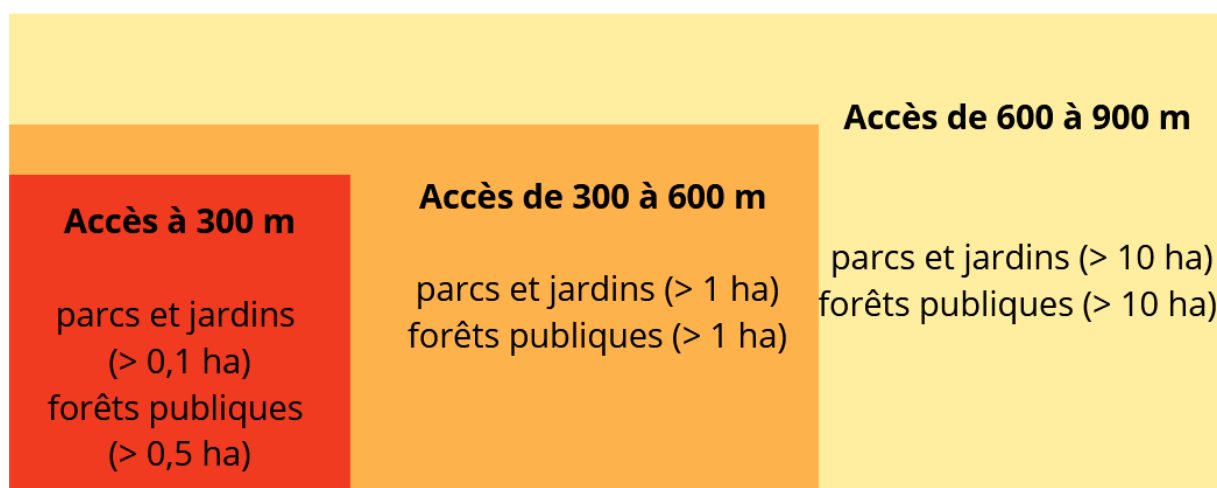 Accès à 300 m
parcs et jardins
(> 0,1 ha)
forêts publiques
(> 0,5 ha)
Accès de 300 à 600 m
parcs et jardins (> 1 ha)
forêts publiques (> 1 ha)
Accès de 600 à 900 m
parcs et jardins (> 10 ha)
forêts publiques (> 10 ha)